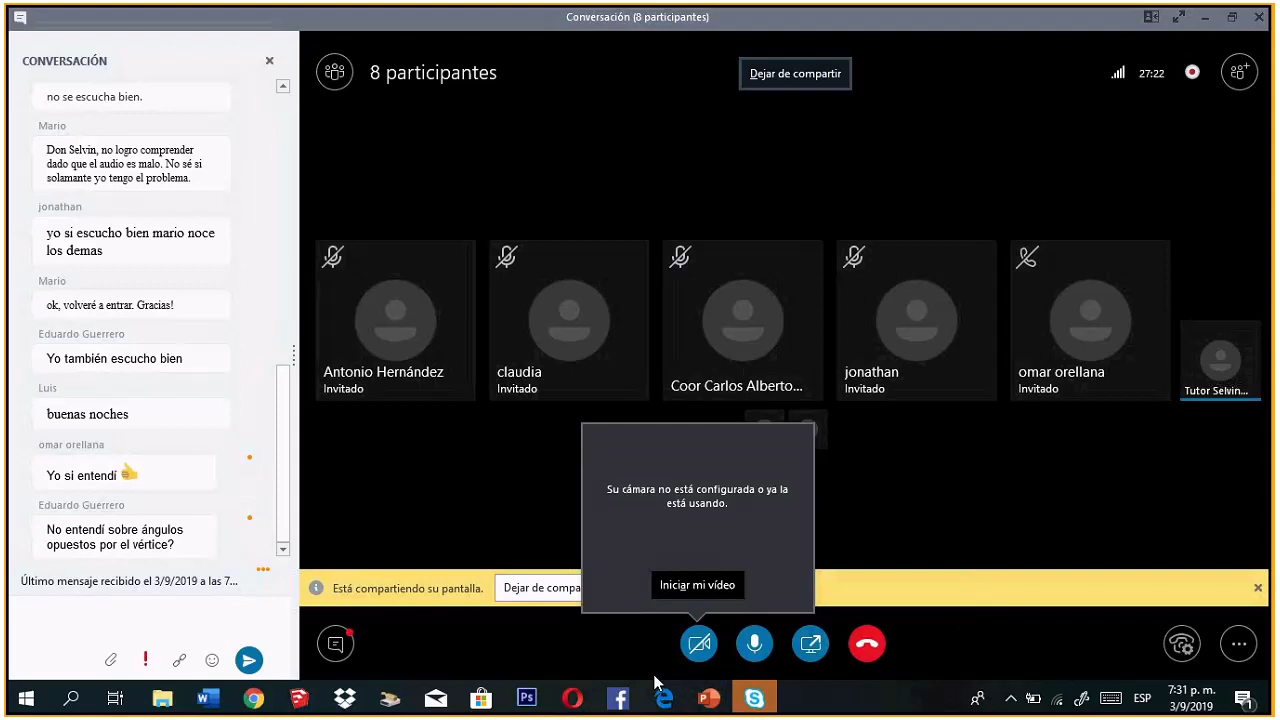 Conversación (8 participantes)
CONVERSACIÓN
no se escucha bien.
Mario
Don Selvin, no logro comprender
dado que el audio es malo. No sé si
solamante yo tengo el problema.
jonathan
yo si escucho bien mario noce
los demas
Mario
ok, volveré a entrar. Gracias!
Eduardo Guerrero
Yo también escucho bien
Luis
buenas noches
omar orellana
Yo si entendí
Eduardo Guerrero
No entendí sobre ángulos
opuestos por el vértice?
Último mensaje recibido el 3/9/2019 a las 7...
8 participantes
Dejar de compartir
27:22
Antonio Hernández
Invitado
claudia
Invitado
Coor Carlos Alberto...
jonathan
Invitado
omar orellana
Invitado
Tutor Selvin...
Su cámara no está configurada o ya la
está usando.
Iniciar mi vídeo
Está compartiendo su pantalla.
Dejar de compa
ESP
7:31 p. m.
3/9/2019